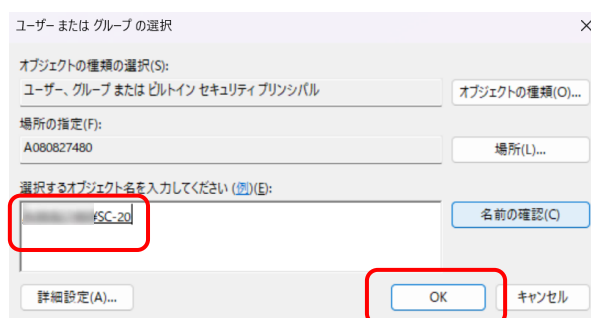 ユーザー または グループ の選択
オブジェクトの種類の選択(S):
ユーザー、グループ または ビルトイン セキュリティ プリンシパル
オブジェクトの種類(O)...
場所の指定(F):
A080827480
場所(L)...
選択するオブジェクト名を入力してください (例)(E):
¥SC-20
名前の確認(C)
詳細設定(A)...
OK
キャンセル